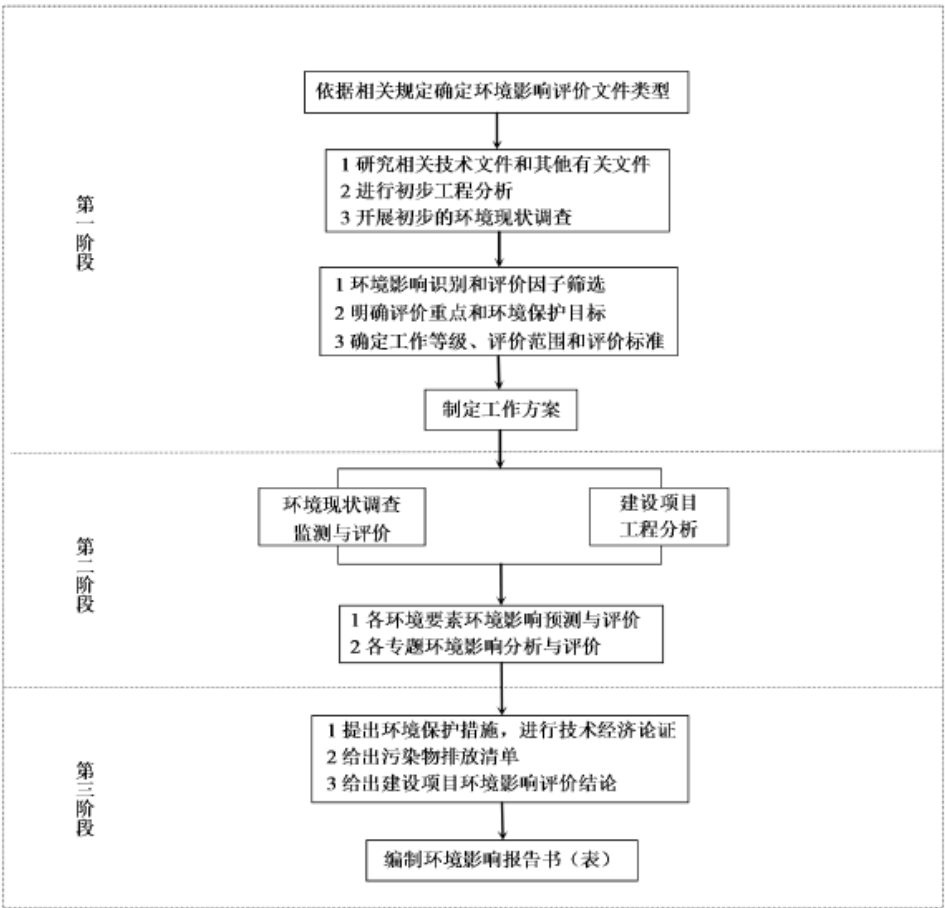 依据相关规定确定环境影响评价文件类型
1 研究相关技术文件和其他有关文件
2 进行初步工程分析
3 开展初步的环境现状调查
第一阶段
1 环境影响识别和评价因子筛选
2 明确评价重点和环境保护目标
3 确定工作等级、评价范围和评价标准
制定工作方案
环境现状调查
监测与评价
建设项目
工程分析
第二阶段
1 各环境要素环境影响预测与评价
2 各专题环境影响分析与评价
1 提出环境保护措施，进行技术经济论证
2 给出污染物排放清单
3 给出建设项目环境影响评价结论
第三阶段
编制环境影响报告书（表）